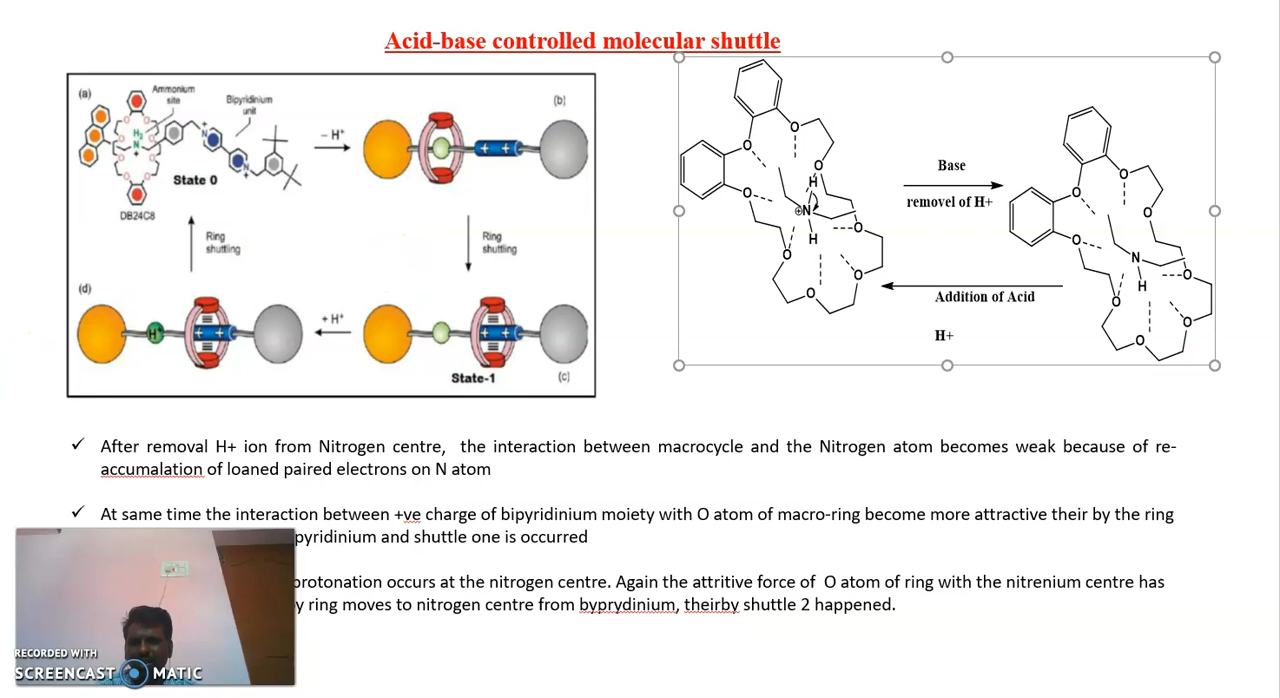 Acid-base controlled molecular shuttle
(a)
Ammonium
site
Bipyridinium
unit
H2
N
+
N
+
N
+
State 0
DB24C8
– H+
(b)
+ +
Ring
shuttling
Ring
shuttling
(d)
H+
+ +
+ H+
+ +
State-1
(c)
O
O
O
O
H
⊕N
H
O
O
O
O
Base
removel of H+
Addition of Acid
H+
O
O
O
O
N
H
O
O
O
O
✓ After removal H+ ion from Nitrogen centre, the interaction between macrocycle and the Nitrogen atom becomes weak because of re-
accumalation of loaned paired electrons on N atom
✓ At same time the interaction between +ve charge of bipyridinium moiety with O atom of macro-ring become more attractive their by the ring
pyridinium and shuttle one is occurred
protonation occurs at the nitrogen centre. Again the attritive force of O atom of ring with the nitrenium centre has
y ring moves to nitrogen centre from byprydinium, theirby shuttle 2 happened.
RECORDED WITH
SCREENCAST MATIC